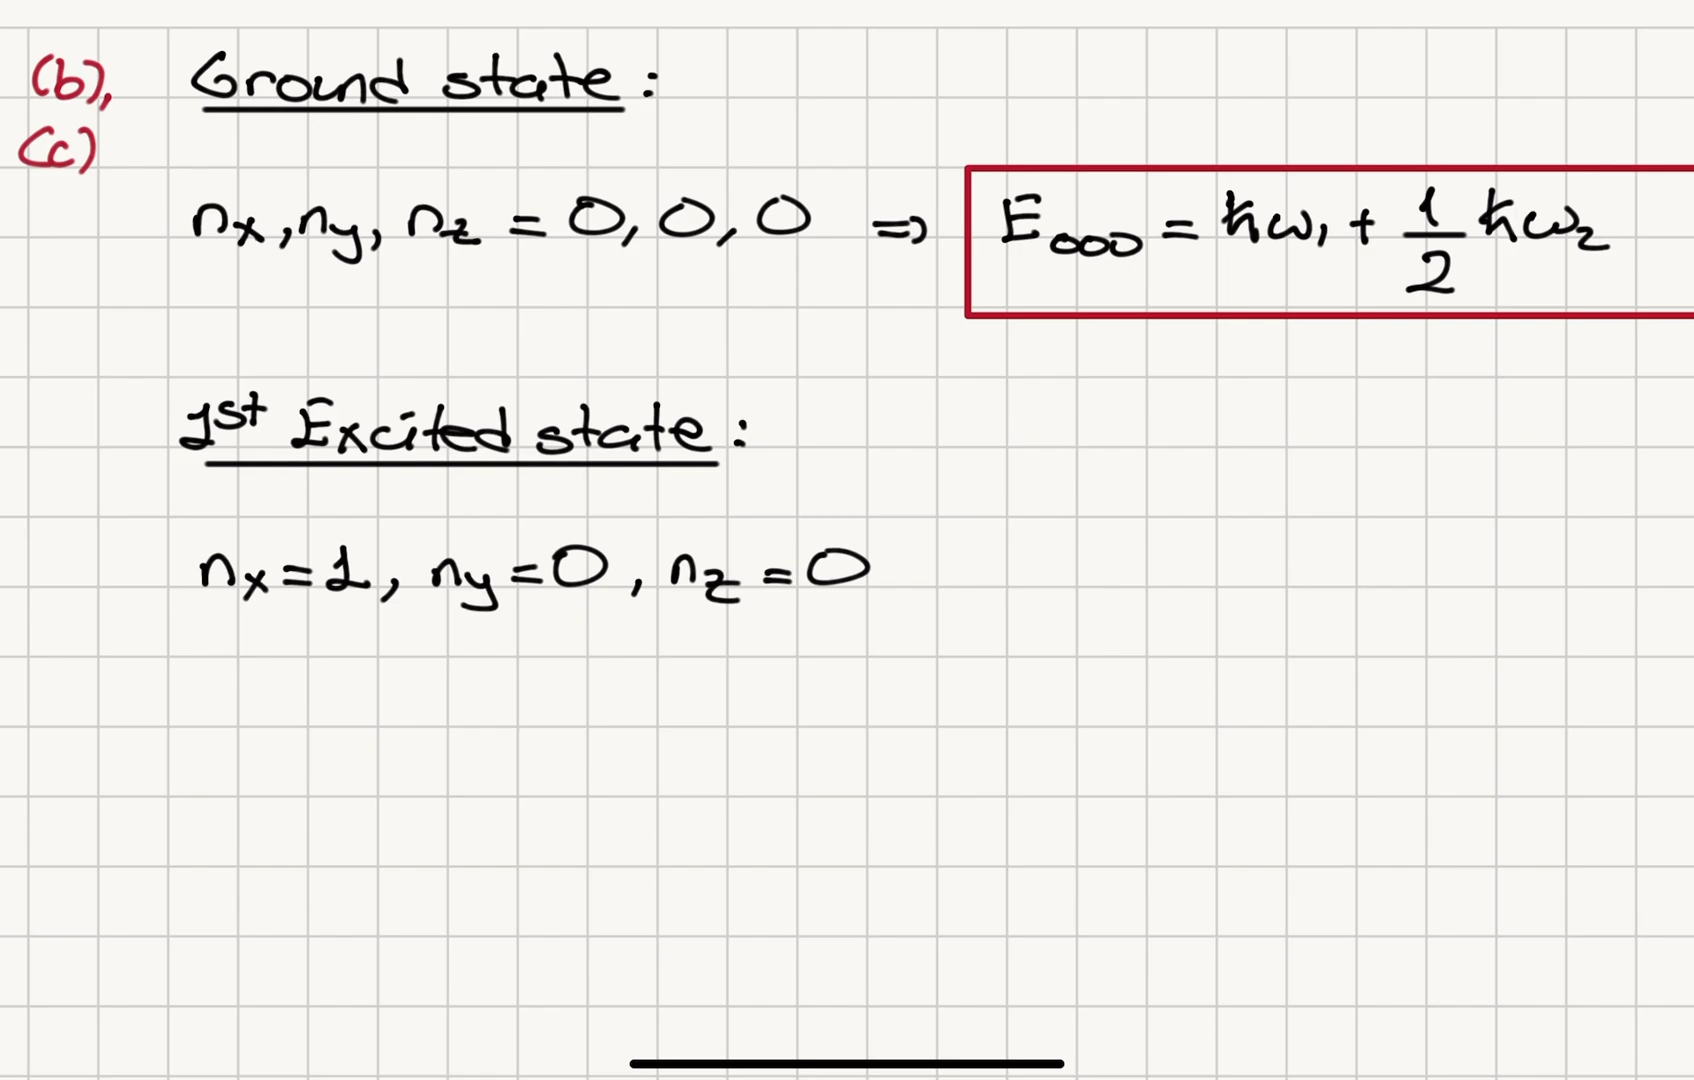 (b), Ground state:
(c)
nx, ny, nz = 0, 0, 0 ⇒ E₀₀₀ = ħω₁ + 1/2 ħω₂
1st Excited state:
nx = 1, ny = 0, nz = 0